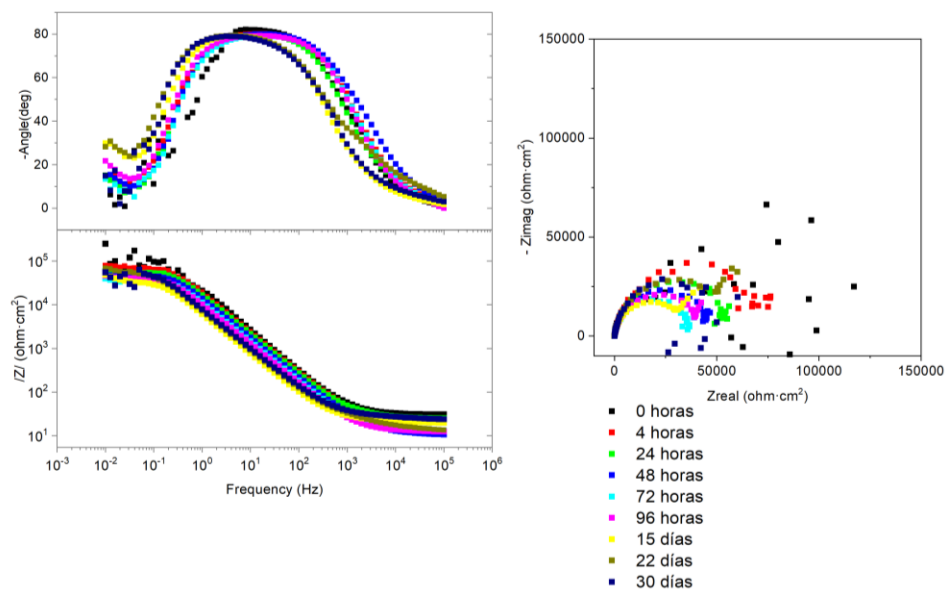 80
60
40
20
0
-Angle(deg)
10^5
10^4
10^3
10^2
10^1
/Z/ (ohm·cm²)
10^-3 10^-2 10^-1 10^0 10^1 10^2 10^3 10^4 10^5 10^6
Frequency (Hz)
150000
100000
50000
0
- Zimag (ohm·cm²)
0 50000 100000 150000
Zreal (ohm·cm²)
0 horas
4 horas
24 horas
48 horas
72 horas
96 horas
15 días
22 días
30 días